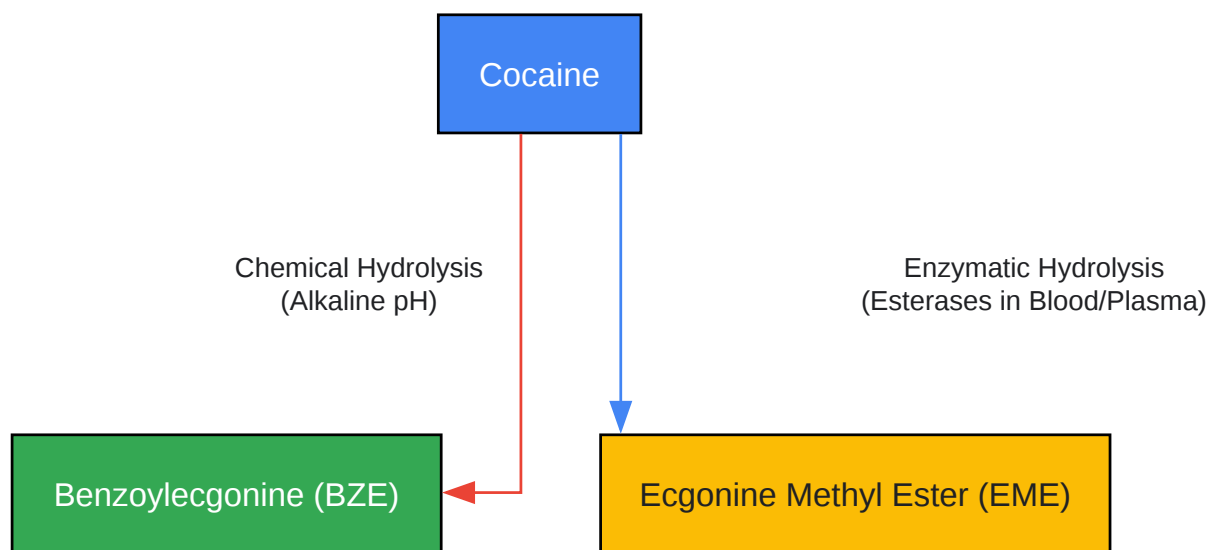 Cocaine
Chemical Hydrolysis
(Alkaline pH)
Enzymatic Hydrolysis
(Esterases in Blood/Plasma)
Benzoylecgonine (BZE)
Ecgonine Methyl Ester (EME)